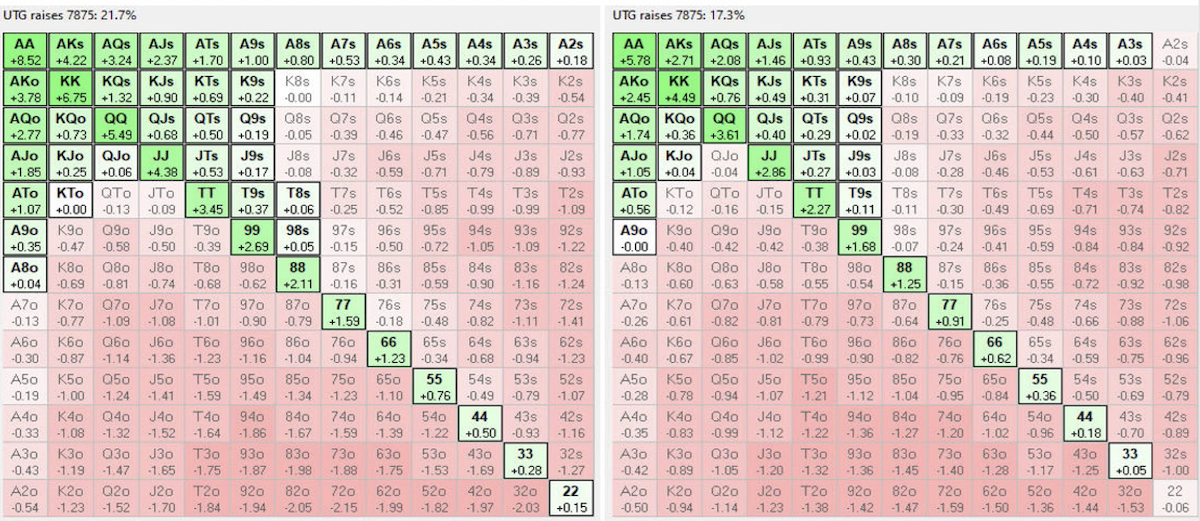 UTG raises 7875: 21.7%
AA AKs AQs AJs ATs A9s A8s A7s A6s A5s A4s A3s A2s
+8.52 +4.22 +3.24 +2.37 +1.70 +1.00 +0.80 +0.53 +0.34 +0.43 +0.34 +0.26 +0.18
AKo KK KQs KJs KTs K9s K8s K7s K6s K5s K4s K3s K2s
+3.78 +6.75 +1.32 +0.90 +0.69 +0.22 -0.00 -0.11 -0.14 -0.21 -0.34 -0.39 -0.54
AQo KQo QQ QJs QTs Q9s Q8s Q7s Q6s Q5s Q4s Q3s Q2s
+2.77 +0.73 +5.49 +0.68 +0.50 +0.19 -0.05 -0.39 -0.46 -0.47 -0.56 -0.71 -0.77
AJo KJo QJo JJ JTs J9s J8s J7s J6s J5s J4s J3s J2s
+1.85 +0.25 +0.06 +4.38 +0.53 +0.17 -0.08 -0.32 -0.59 -0.71 -0.79 -0.89 -0.93
ATo KTo QTo JTo TT T9s T8s T7s T6s T5s T4s T3s T2s
+1.07 +0.00 -0.13 -0.09 +3.45 +0.37 +0.06 -0.25 -0.52 -0.85 -0.99 -0.99 -1.09
A9o K9o Q9o J9o T9o 99 98s 97s 96s 95s 94s 93s 92s
+0.35 -0.47 -0.58 -0.50 -0.39 +2.69 +0.05 -0.15 -0.50 -0.72 -1.05 -1.09 -1.22
A8o K8o Q8o J8o T8o 98o 88 87s 86s 85s 84s 83s 82s
+0.04 -0.69 -0.81 -0.74 -0.68 -0.62 +2.11 -0.16 -0.31 -0.59 -0.90 -1.16 -1.24
A7o K7o Q7o J7o T7o 97o 87o 77 76s 75s 74s 73s 72s
-0.13 -0.77 -1.09 -1.08 -1.01 -0.90 -0.79 +1.59 -0.18 -0.48 -0.82 -1.11 -1.41
A6o K6o Q6o J6o T6o 96o 86o 76o 66 65s 64s 63s 62s
-0.30 -0.87 -1.14 -1.36 -1.23 -1.16 -1.04 -0.94 +1.23 -0.34 -0.68 -0.94 -1.23
A5o K5o Q5o J5o T5o 95o 85o 75o 65o 55 54s 53s 52s
-0.19 -1.00 -1.24 -1.41 -1.59 -1.49 -1.34 -1.23 -1.10 +0.76 -0.49 -0.79 -1.07
A4o K4o Q4o J4o T4o 94o 84o 74o 64o 54o 44 43s 42s
-0.33 -1.08 -1.32 -1.52 -1.64 -1.86 -1.67 -1.59 -1.39 -1.22 +0.50 -0.93 -1.16
A3o K3o Q3o J3o T3o 93o 83o 73o 63o 53o 43o 33 32s
-0.43 -1.19 -1.47 -1.65 -1.75 -1.87 -1.98 -1.88 -1.75 -1.53 -1.69 +0.28 -1.27
A2o K2o Q2o J2o T2o 92o 82o 72o 62o 52o 42o 32o 22
-0.54 -1.23 -1.52 -1.70 -1.84 -1.94 -2.05 -2.15 -1.99 -1.82 -1.97 -2.03 +0.15
UTG raises 7875: 17.3%
AA AKs AQs AJs ATs A9s A8s A7s A6s A5s A4s A3s A2s
+5.78 +2.71 +2.08 +1.46 +0.93 +0.43 +0.30 +0.21 +0.08 +0.19 +0.10 +0.03 -0.04
AKo KK KQs KJs KTs K9s K8s K7s K6s K5s K4s K3s K2s
+2.45 +4.49 +0.76 +0.49 +0.31 +0.07 -0.10 -0.09 -0.19 -0.23 -0.30 -0.40 -0.41
AQo KQo QQ QJs QTs Q9s Q8s Q7s Q6s Q5s Q4s Q3s Q2s
+1.74 +0.36 +3.61 +0.40 +0.29 +0.02 -0.19 -0.33 -0.32 -0.44 -0.50 -0.57 -0.62
AJo KJo QJo JJ JTs J9s J8s J7s J6s J5s J4s J3s J2s
+1.05 +0.04 -0.04 +2.86 +0.27 +0.03 -0.08 -0.28 -0.46 -0.53 -0.61 -0.63 -0.71
ATo KTo QTo JTo TT T9s T8s T7s T6s T5s T4s T3s T2s
+0.56 -0.12 -0.16 -0.15 +2.27 +0.11 -0.11 -0.30 -0.49 -0.69 -0.71 -0.74 -0.82
A9o K9o Q9o J9o T9o 99 98s 97s 96s 95s 94s 93s 92s
-0.00 -0.40 -0.42 -0.42 -0.38 +1.68 -0.07 -0.24 -0.41 -0.59 -0.84 -0.84 -0.92
A8o K8o Q8o J8o T8o 98o 88 87s 86s 85s 84s 83s 82s
-0.13 -0.60 -0.63 -0.58 -0.55 -0.54 +1.25 -0.15 -0.36 -0.55 -0.72 -0.92 -0.98
A7o K7o Q7o J7o T7o 97o 87o 77 76s 75s 74s 73s 72s
-0.26 -0.61 -0.82 -0.81 -0.79 -0.73 -0.64 +0.91 -0.25 -0.48 -0.66 -0.88 -1.06
A6o K6o Q6o J6o T6o 96o 86o 76o 66 65s 64s 63s 62s
-0.40 -0.67 -0.85 -1.02 -0.99 -0.90 -0.82 -0.76 +0.62 -0.34 -0.59 -0.75 -0.96
A5o K5o Q5o J5o T5o 95o 85o 75o 65o 55 54s 53s 52s
-0.28 -0.78 -0.94 -1.07 -1.21 -1.12 -1.04 -0.95 -0.84 +0.36 -0.50 -0.69 -0.79
A4o K4o Q4o J4o T4o 94o 84o 74o 64o 54o 44 43s 42s
-0.35 -0.83 -0.99 -1.12 -1.22 -1.36 -1.27 -1.20 -1.02 -0.96 +0.18 -0.70 -0.89
A3o K3o Q3o J3o T3o 93o 83o 73o 63o 53o 43o 33 32s
-0.42 -0.89 -1.05 -1.20 -1.32 -1.36 -1.45 -1.40 -1.28 -1.17 -1.25 +0.05 -1.00
A2o K2o Q2o J2o T2o 92o 82o 72o 62o 52o 42o 32o 22
-0.50 -0.94 -1.14 -1.23 -1.38 -1.42 -1.47 -1.59 -1.50 -1.36 -1.44 -1.53 -0.06